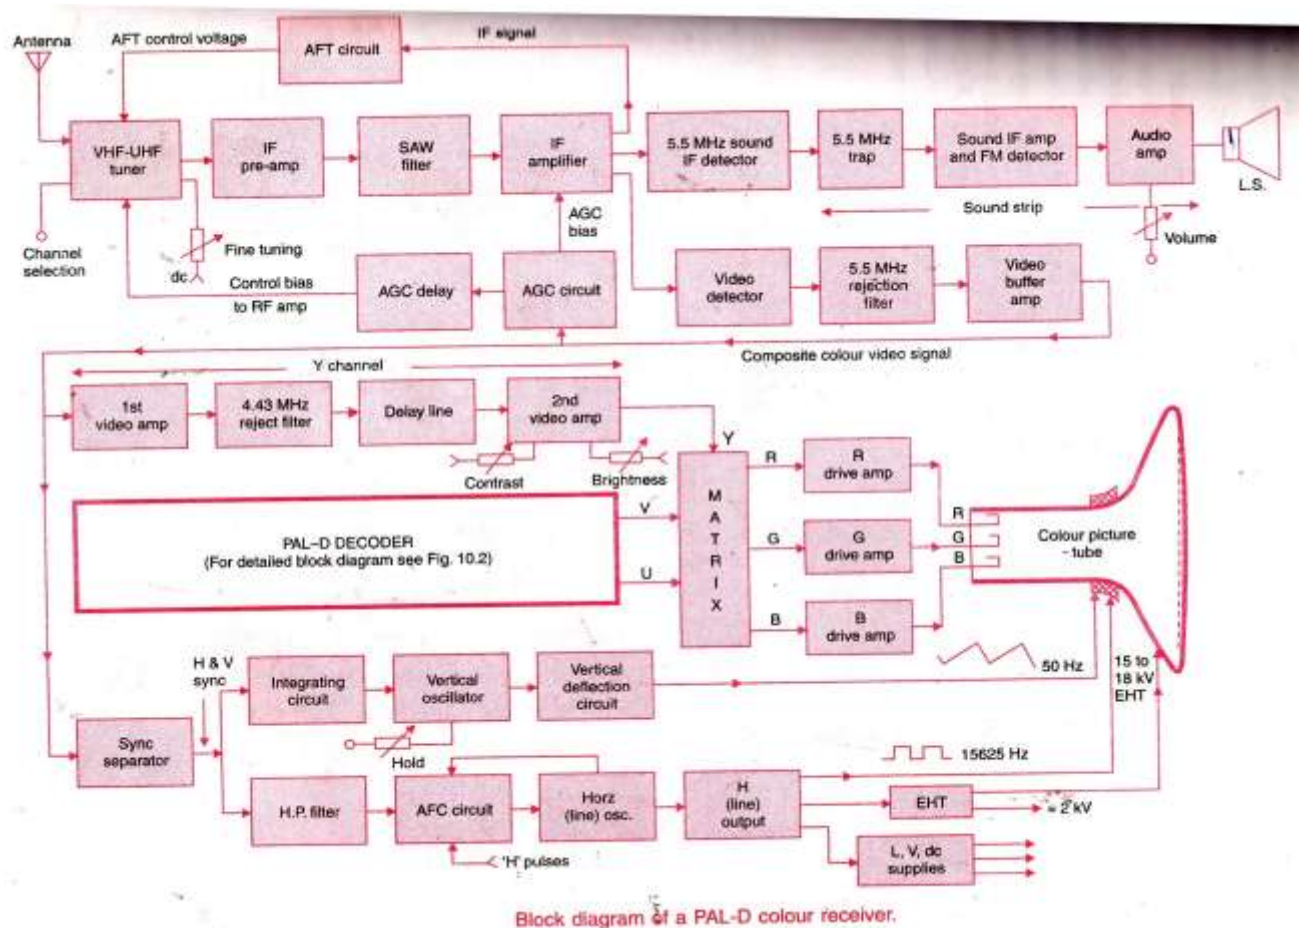 AFT control voltage
IF signal
Antenna
AFT circuit
VHF-UHF
tuner
IF
pre-amp
SAW
filter
IF
amplifier
5.5 MHz sound
IF detector
5.5 MHz
trap
Sound IF amp
and FM detector
Audio
amp
L.S.
AGC
bias
Sound strip
Volume
Channel
selection
Fine tuning
dc
Control bias
to RF amp
AGC delay
AGC circuit
Video
detector
5.5 MHz
rejection
filter
Video
buffer
amp
Composite colour video signal
Y channel
1st
video amp
4.43 MHz
reject filter
Delay line
2nd
video amp
Contrast
Brightness
Y
V
U
M
A
T
R
I
X
R
G
B
R
drive amp
G
drive amp
B
drive amp
R
G
B
Colour picture
tube
PAL–D DECODER
(For detailed block diagram see Fig. 10.2)
H & V
sync
Integrating
circuit
Vertical
oscillator
Vertical
deflection
circuit
50 Hz
15 to
18 kV
EHT
Hold
Sync
separator
H.P. filter
AFC circuit
Horz
(line) osc.
H
(line)
output
15625 Hz
EHT
= 2 kV
'H' pulses
L, V, dc
supplies
Block diagram of a PAL-D colour receiver.